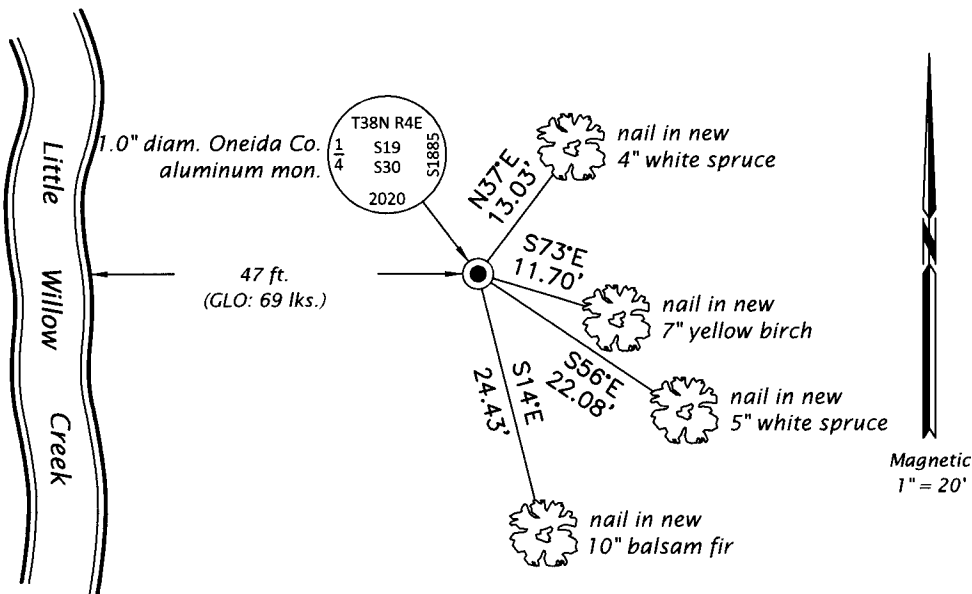 Little Willow Creek
1.0" diam. Oneida Co.
aluminum mon.
T38N R4E
1/4
S19
S30
S1885
2020
N37°E
13.03'
nail in new
4" white spruce
S73°E
11.70'
nail in new
7" yellow birch
47 ft.
(GLO: 69 lks.)
S56°E
22.08'
nail in new
5" white spruce
S14°E
24.43'
nail in new
10" balsam fir
N
Magnetic
1" = 20'